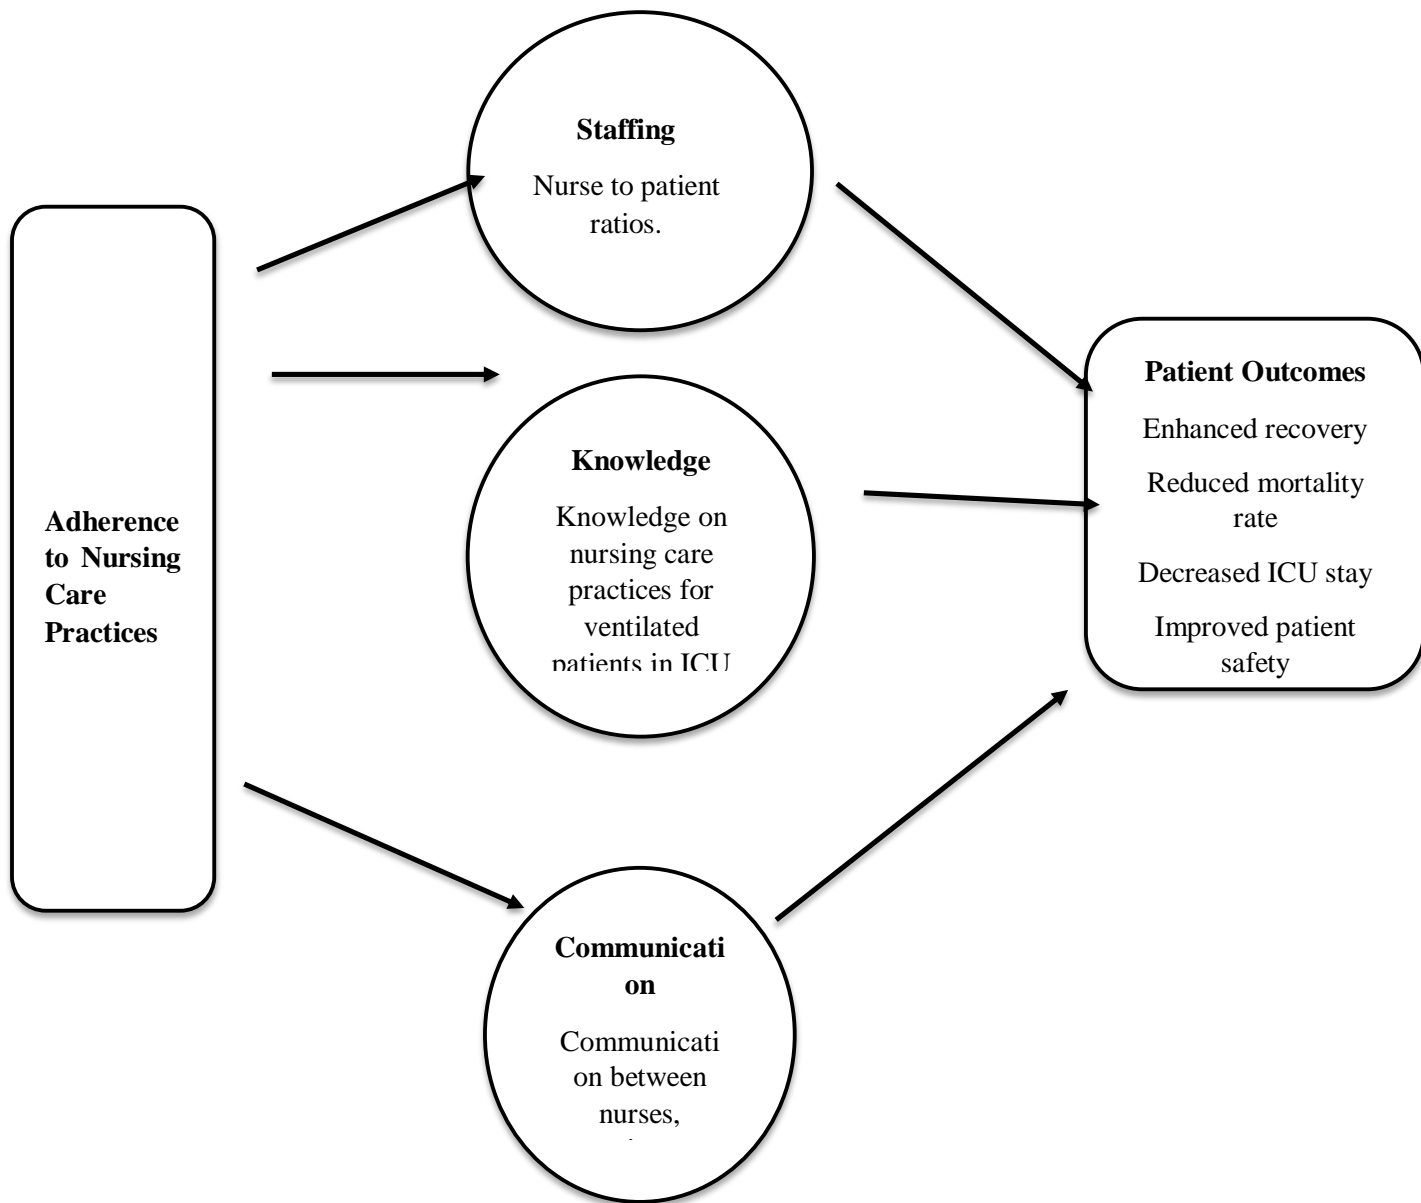 Staffing
Nurse to patient
ratios.
Adherence
to Nursing
Care
Practices
Knowledge
Knowledge on
nursing care
practices for
ventilated
patients in ICU
Communicati
on
Communicati
on between
nurses,
Patient Outcomes
Enhanced recovery
Reduced mortality
rate
Decreased ICU stay
Improved patient
safety